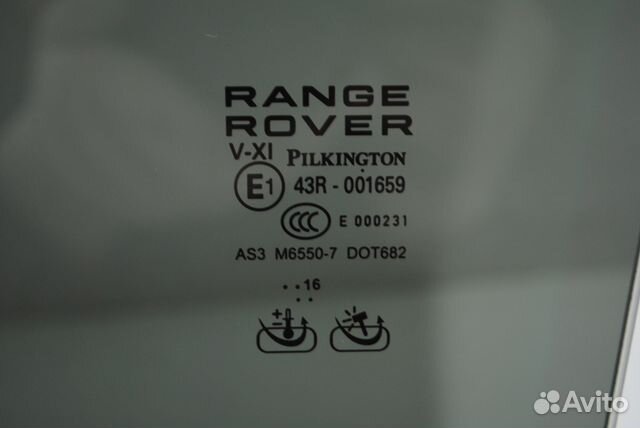 RANGE
ROVER
V-XI PILKINGTON
E1 43R - 001659
CCC E 000231
AS3 M6550-7 DOT682
..16
..
+
-
Avito